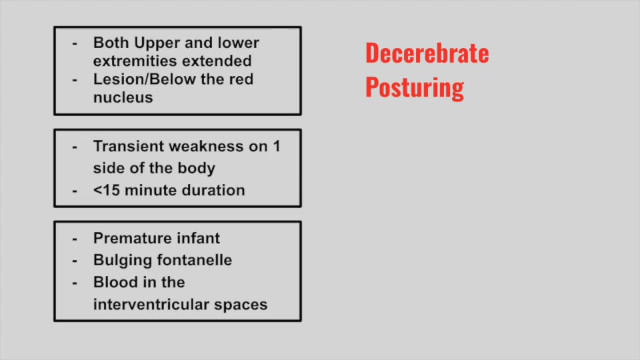 - Both Upper and lower
extremities extended
- Lesion/Below the red
nucleus
Decerebrate
Posturing
- Transient weakness on 1
side of the body
- <15 minute duration
- Premature infant
- Bulging fontanelle
- Blood in the
interventricular spaces